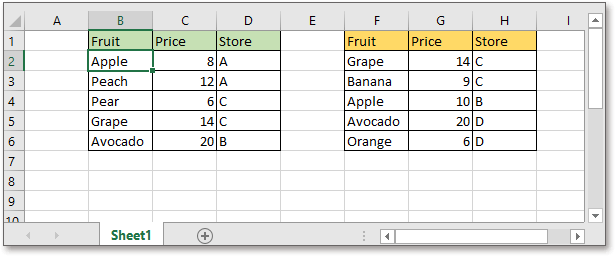 A B C D E F G H I
1 Fruit Price Store Fruit Price Store
2 Apple 8 A Grape 14 C
3 Peach 12 A Banana 9 C
4 Pear 6 C Apple 10 B
5 Grape 14 C Avocado 20 D
6 Avocado 20 B Orange 6 D
7
8
9
10
Sheet1